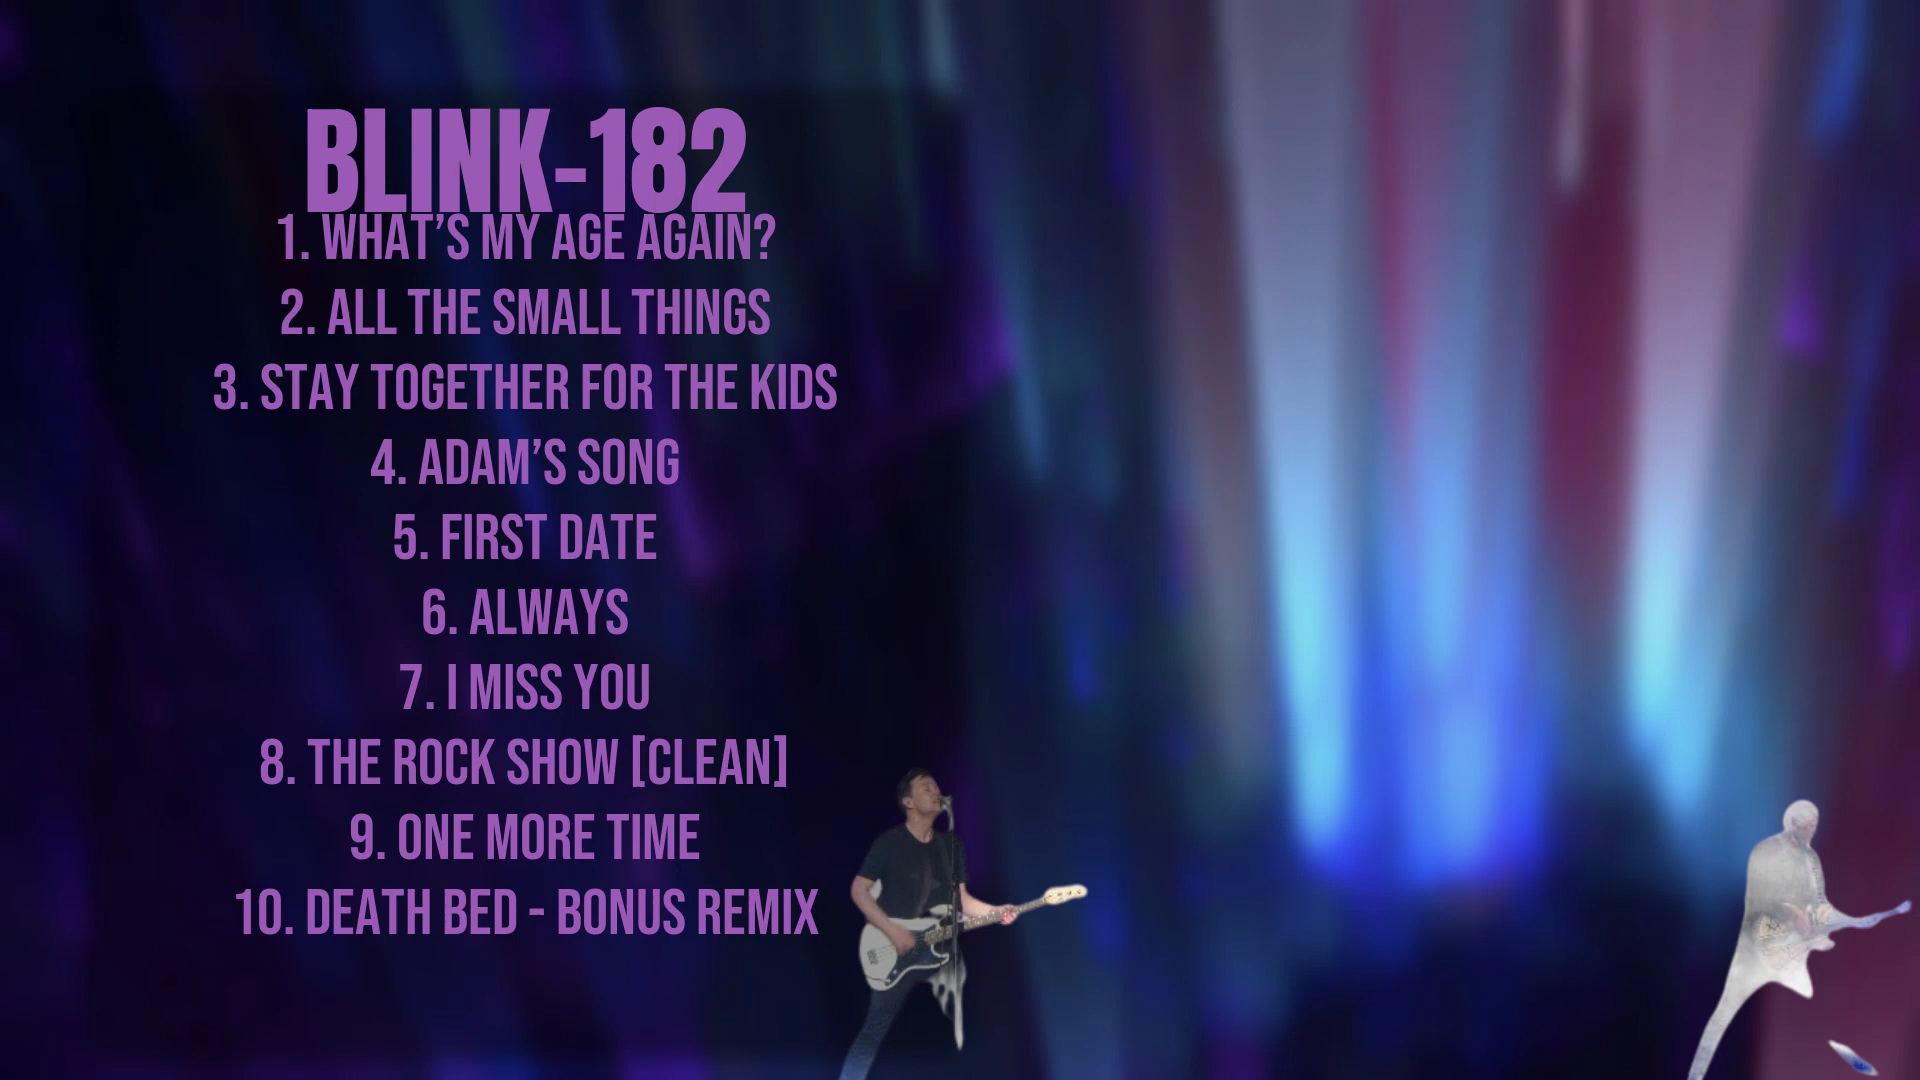 BLINK-182
1. WHAT’S MY AGE AGAIN?
2. ALL THE SMALL THINGS
3. STAY TOGETHER FOR THE KIDS
4. ADAM’S SONG
5. FIRST DATE
6. ALWAYS
7. I MISS YOU
8. THE ROCK SHOW [CLEAN]
9. ONE MORE TIME
10. DEATH BED - BONUS REMIX